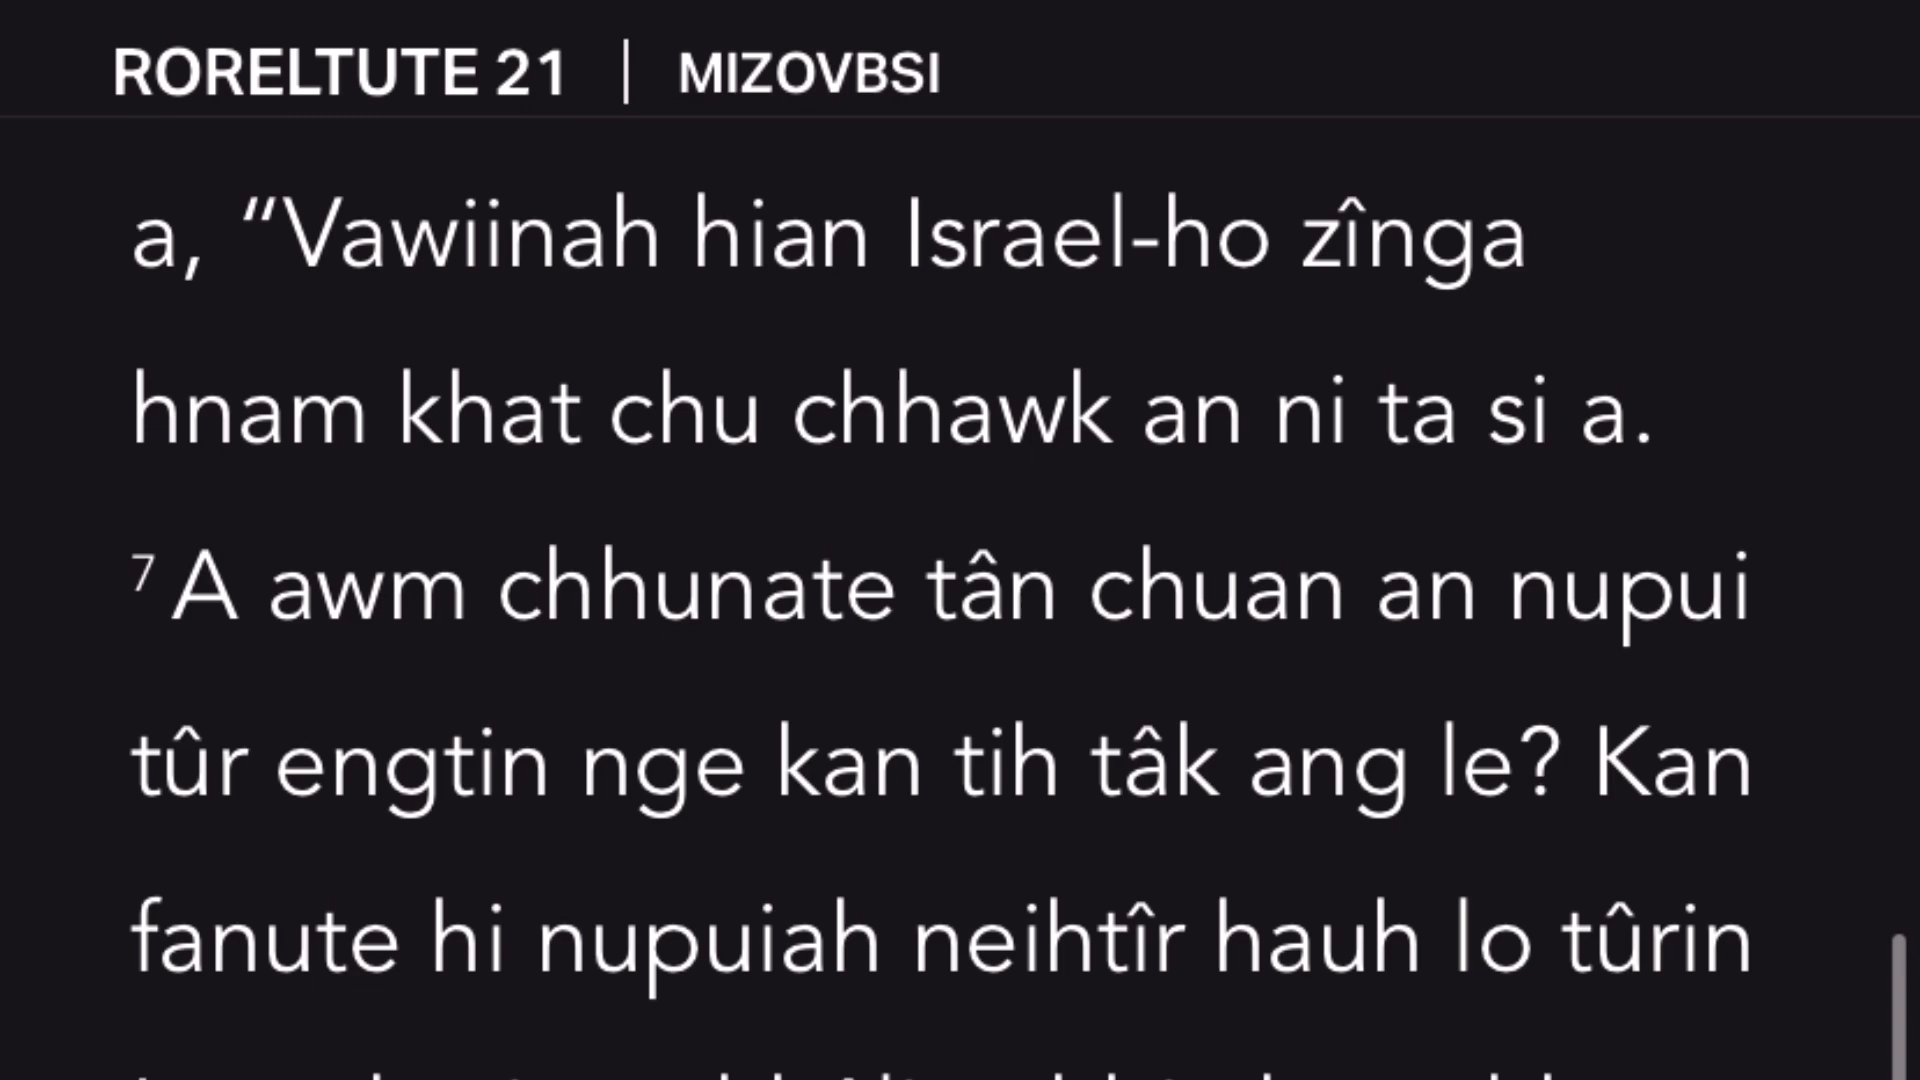 RORELTUTE 21 | MIZOVBSI
a, “Vawiinah hian Israel-ho zînga
hnam khat chu chhawk an ni ta si a.
7 A awm chhunate tân chuan an nupui
tûr engtin nge kan tih tâk ang le? Kan
fanute hi nupuiah neihtîr hauh lo tûrin